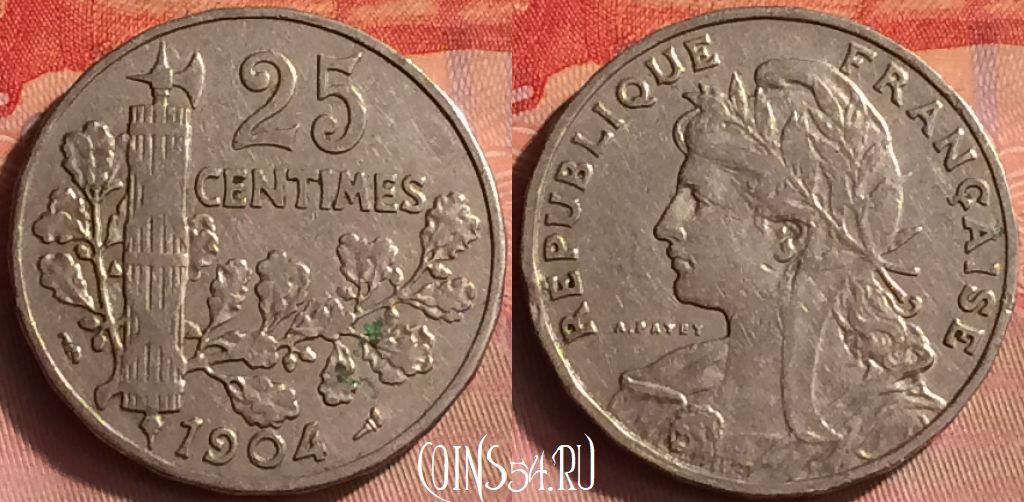 25
CENTIMES
1904
REPUBLIQUE FRANÇAISE
A.PATEY
COINS54.RU